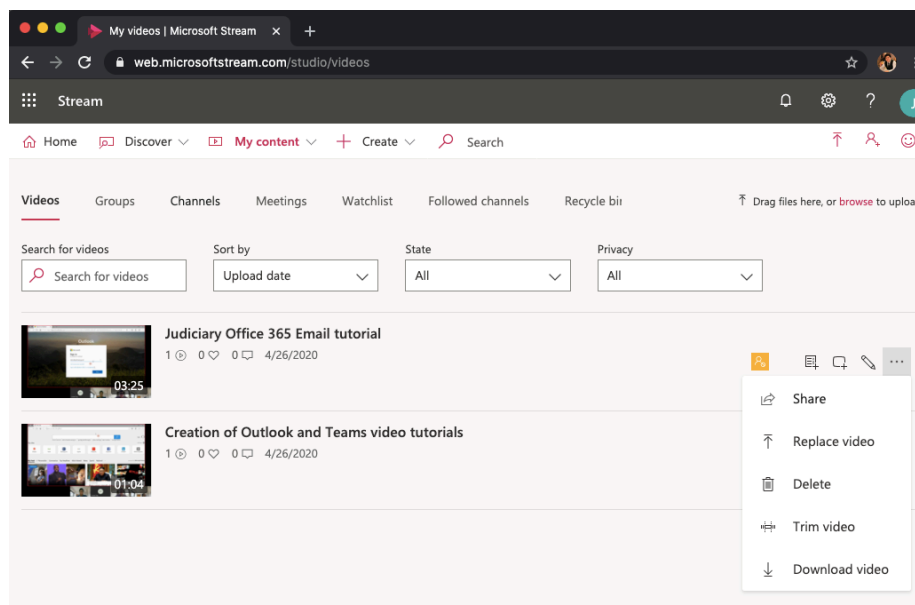 My videos | Microsoft Stream
web.microsoftstream.com/studio/videos
Stream
Home Discover My content Create Search
Videos Groups Channels Meetings Watchlist Followed channels Recycle bin Drag files here, or browse to uploa
Search for videos Sort by State Privacy
Search for videos Upload date All All
Judiciary Office 365 Email tutorial
1 0 0 4/26/2020
03:25
Share
Replace video
Creation of Outlook and Teams video tutorials
1 0 0 4/26/2020
01:04
Delete
Trim video
Download video